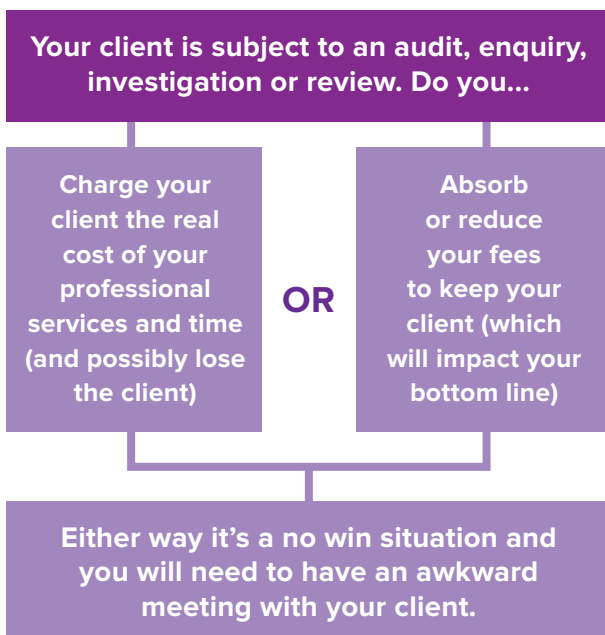 Your client is subject to an audit, enquiry,
investigation or review. Do you...
Charge your
client the real
cost of your
professional
services and time
(and possibly lose
the client)
OR
Absorb
or reduce
your fees
to keep your
client (which
will impact your
bottom line)
Either way it’s a no win situation and
you will need to have an awkward
meeting with your client.